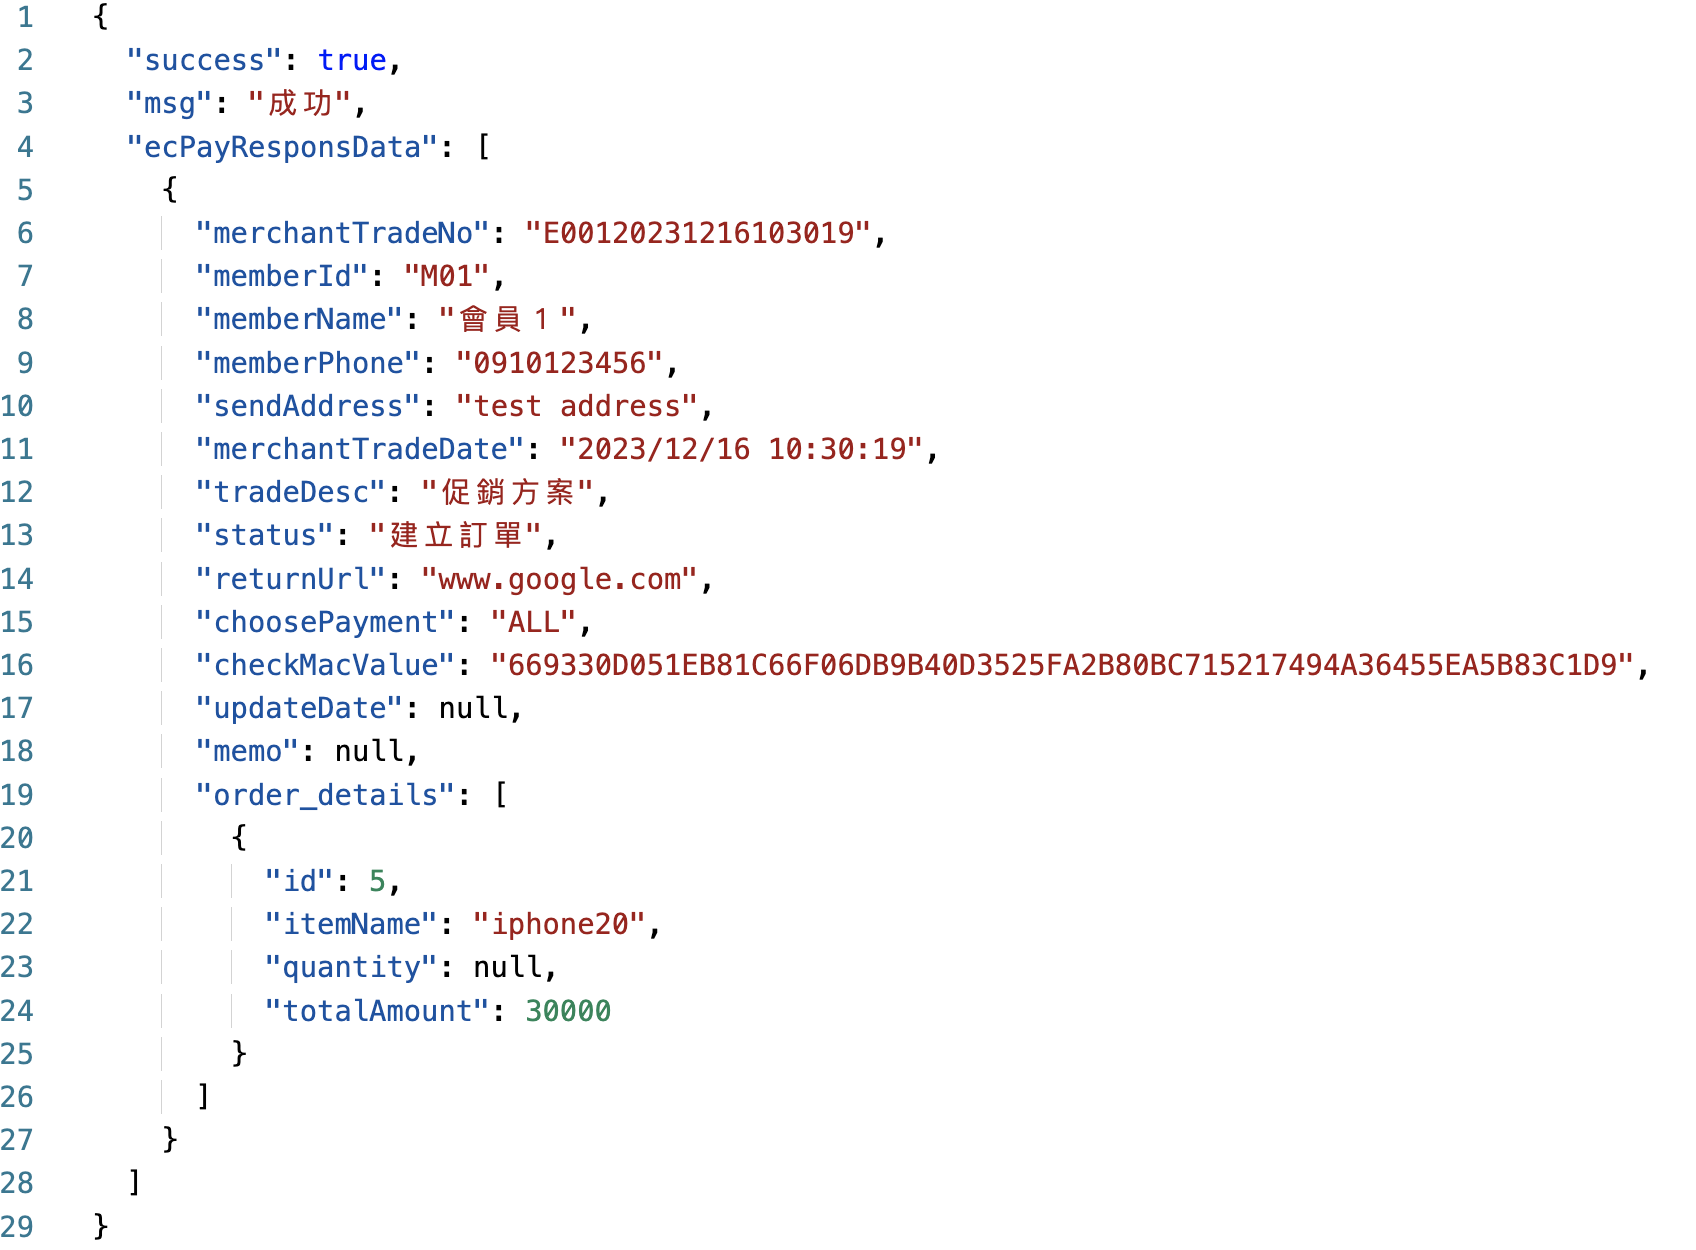 1 {
2 "success": true,
3 "msg": "成功",
4 "ecPayResponsData": [
5 {
6 "merchantTradeNo": "E00120231216103019",
7 "memberId": "M01",
8 "memberName": "會員１",
9 "memberPhone": "0910123456",
10 "sendAddress": "test address",
11 "merchantTradeDate": "2023/12/16 10:30:19",
12 "tradeDesc": "促銷方案",
13 "status": "建立訂單",
14 "returnUrl": "www.google.com",
15 "choosePayment": "ALL",
16 "checkMacValue": "669330D051EB81C66F06DB9B40D3525FA2B80BC715217494A36455EA5B83C1D9",
17 "updateDate": null,
18 "memo": null,
19 "order_details": [
20 {
21 "id": 5,
22 "itemName": "iphone20",
23 "quantity": null,
24 "totalAmount": 30000
25 }
26 ]
27 }
28 ]
29 }